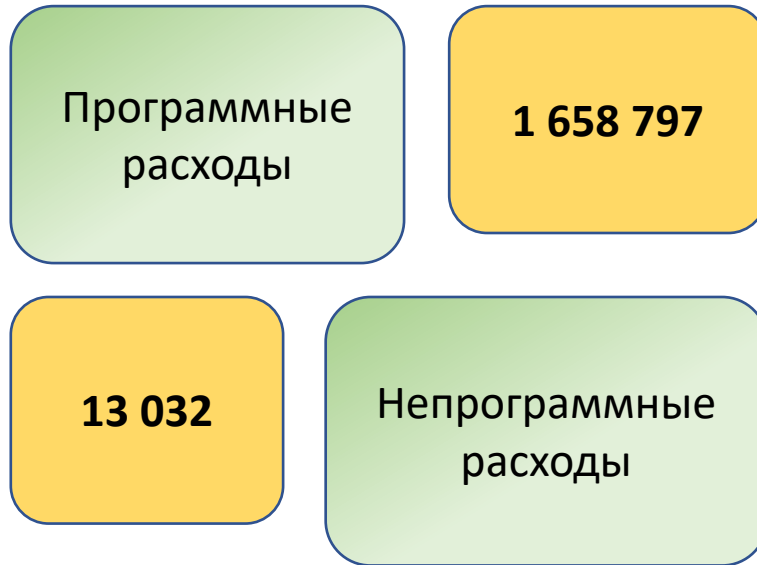 Программные
расходы
1 658 797
13 032
Непрограммные
расходы